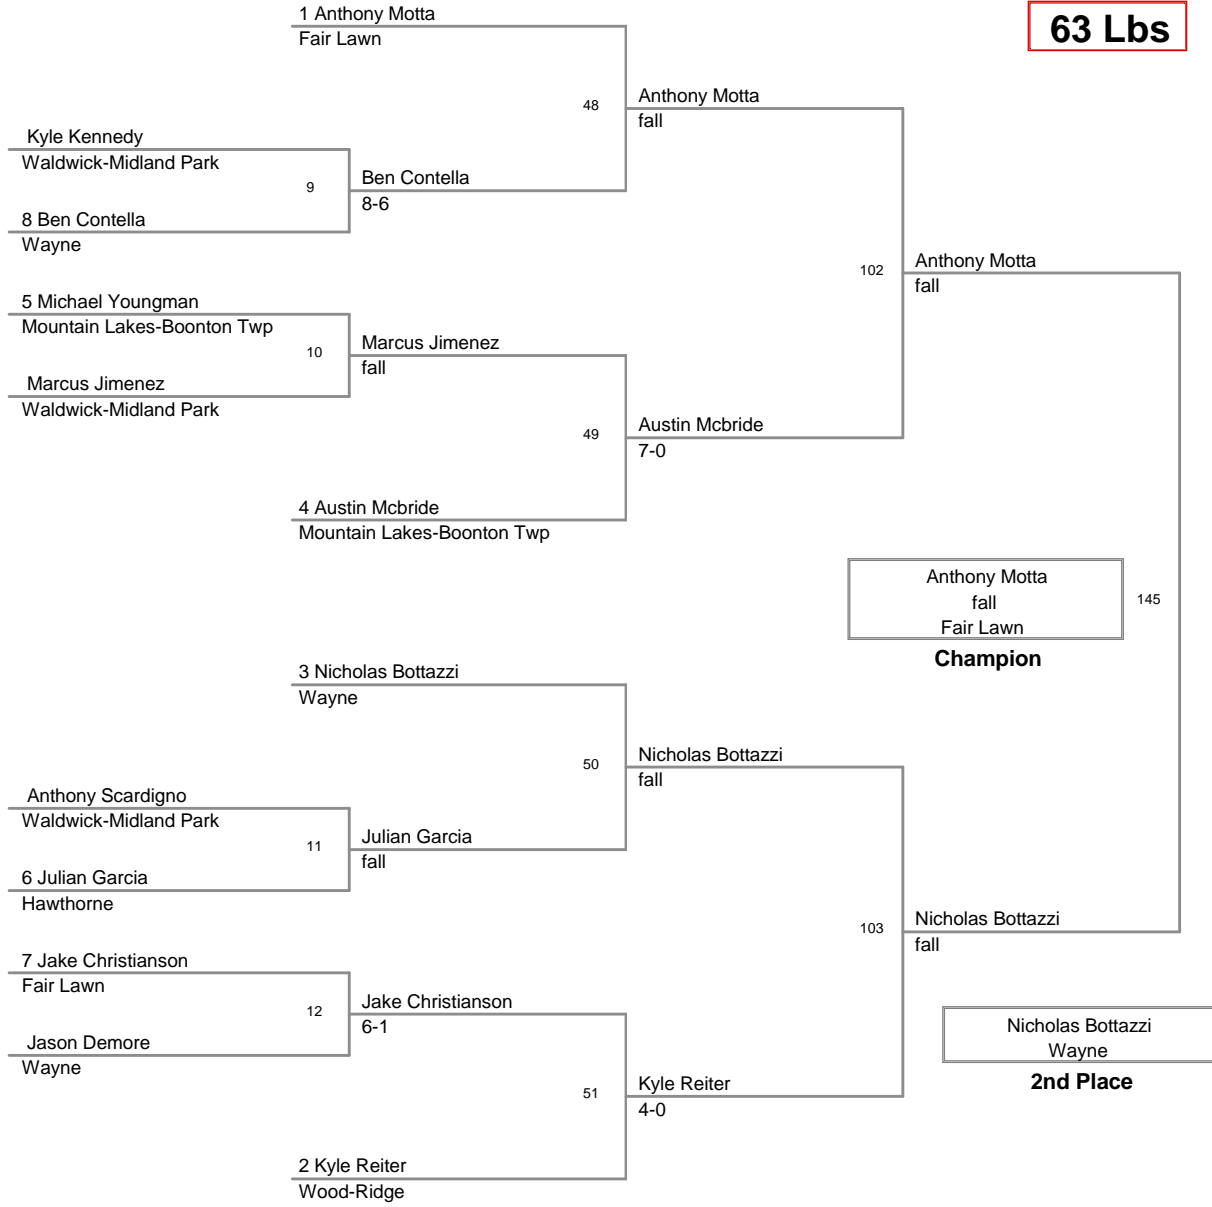 1 Anthony Motta
Fair Lawn
63 Lbs
48
Anthony Motta
fall
Kyle Kennedy
Waldwick-Midland Park
9
Ben Contella
8-6
8 Ben Contella
Wayne
102
Anthony Motta
fall
5 Michael Youngman
Mountain Lakes-Boonton Twp
10
Marcus Jimenez
fall
Marcus Jimenez
Waldwick-Midland Park
49
Austin Mcbride
7-0
4 Austin Mcbride
Mountain Lakes-Boonton Twp
Anthony Motta
fall
Fair Lawn
Champion
145
3 Nicholas Bottazzi
Wayne
50
Nicholas Bottazzi
fall
Anthony Scardigno
Waldwick-Midland Park
11
Julian Garcia
fall
6 Julian Garcia
Hawthorne
103
Nicholas Bottazzi
fall
7 Jake Christianson
Fair Lawn
12
Jake Christianson
6-1
Jason Demore
Wayne
Nicholas Bottazzi
Wayne
2nd Place
51
Kyle Reiter
4-0
2 Kyle Reiter
Wood-Ridge